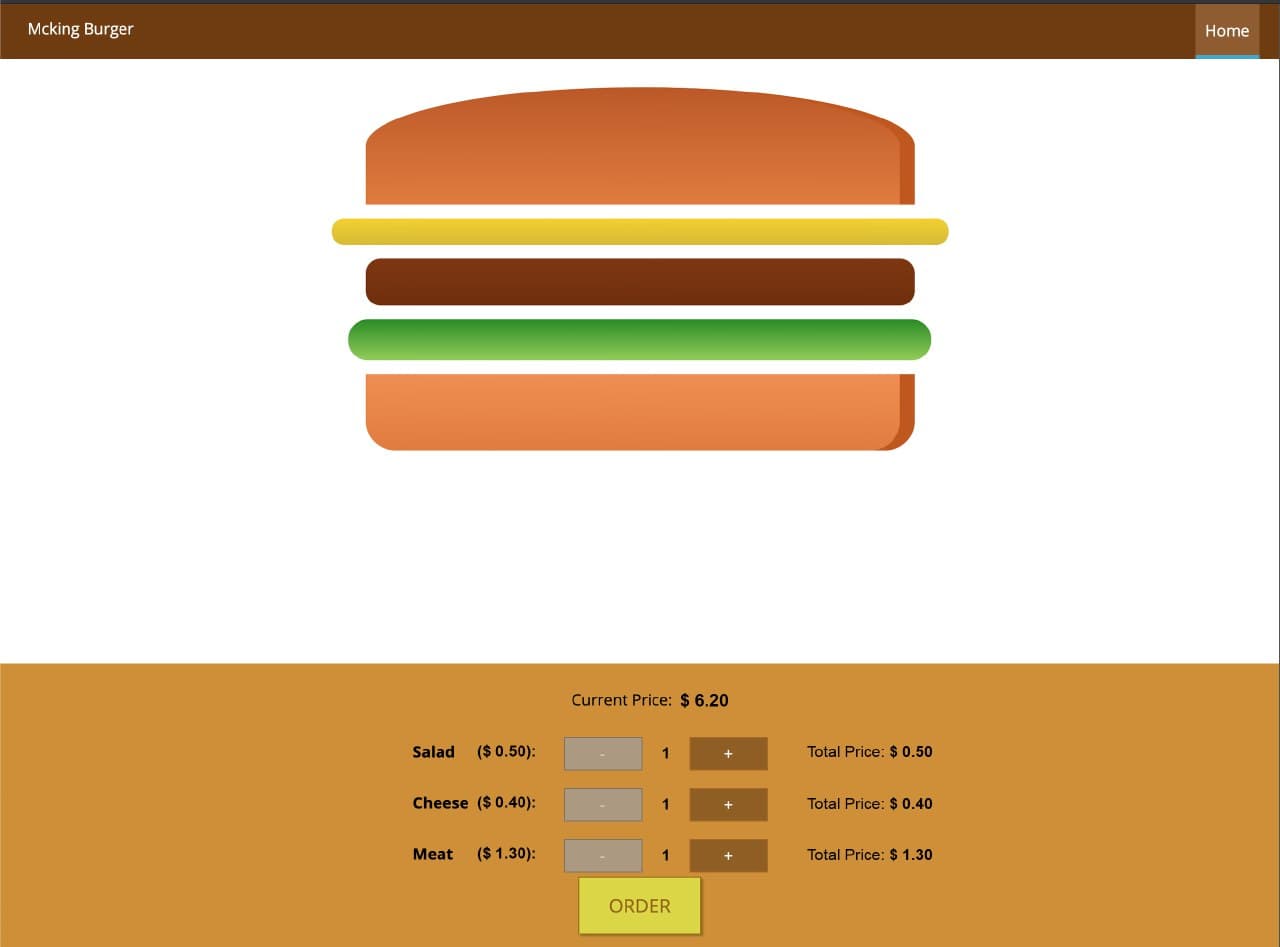 Mcking Burger
Home
Current Price: $ 6.20
Salad ($ 0.50): - 1 + Total Price: $ 0.50
Cheese ($ 0.40): - 1 + Total Price: $ 0.40
Meat ($ 1.30): - 1 + Total Price: $ 1.30
ORDER